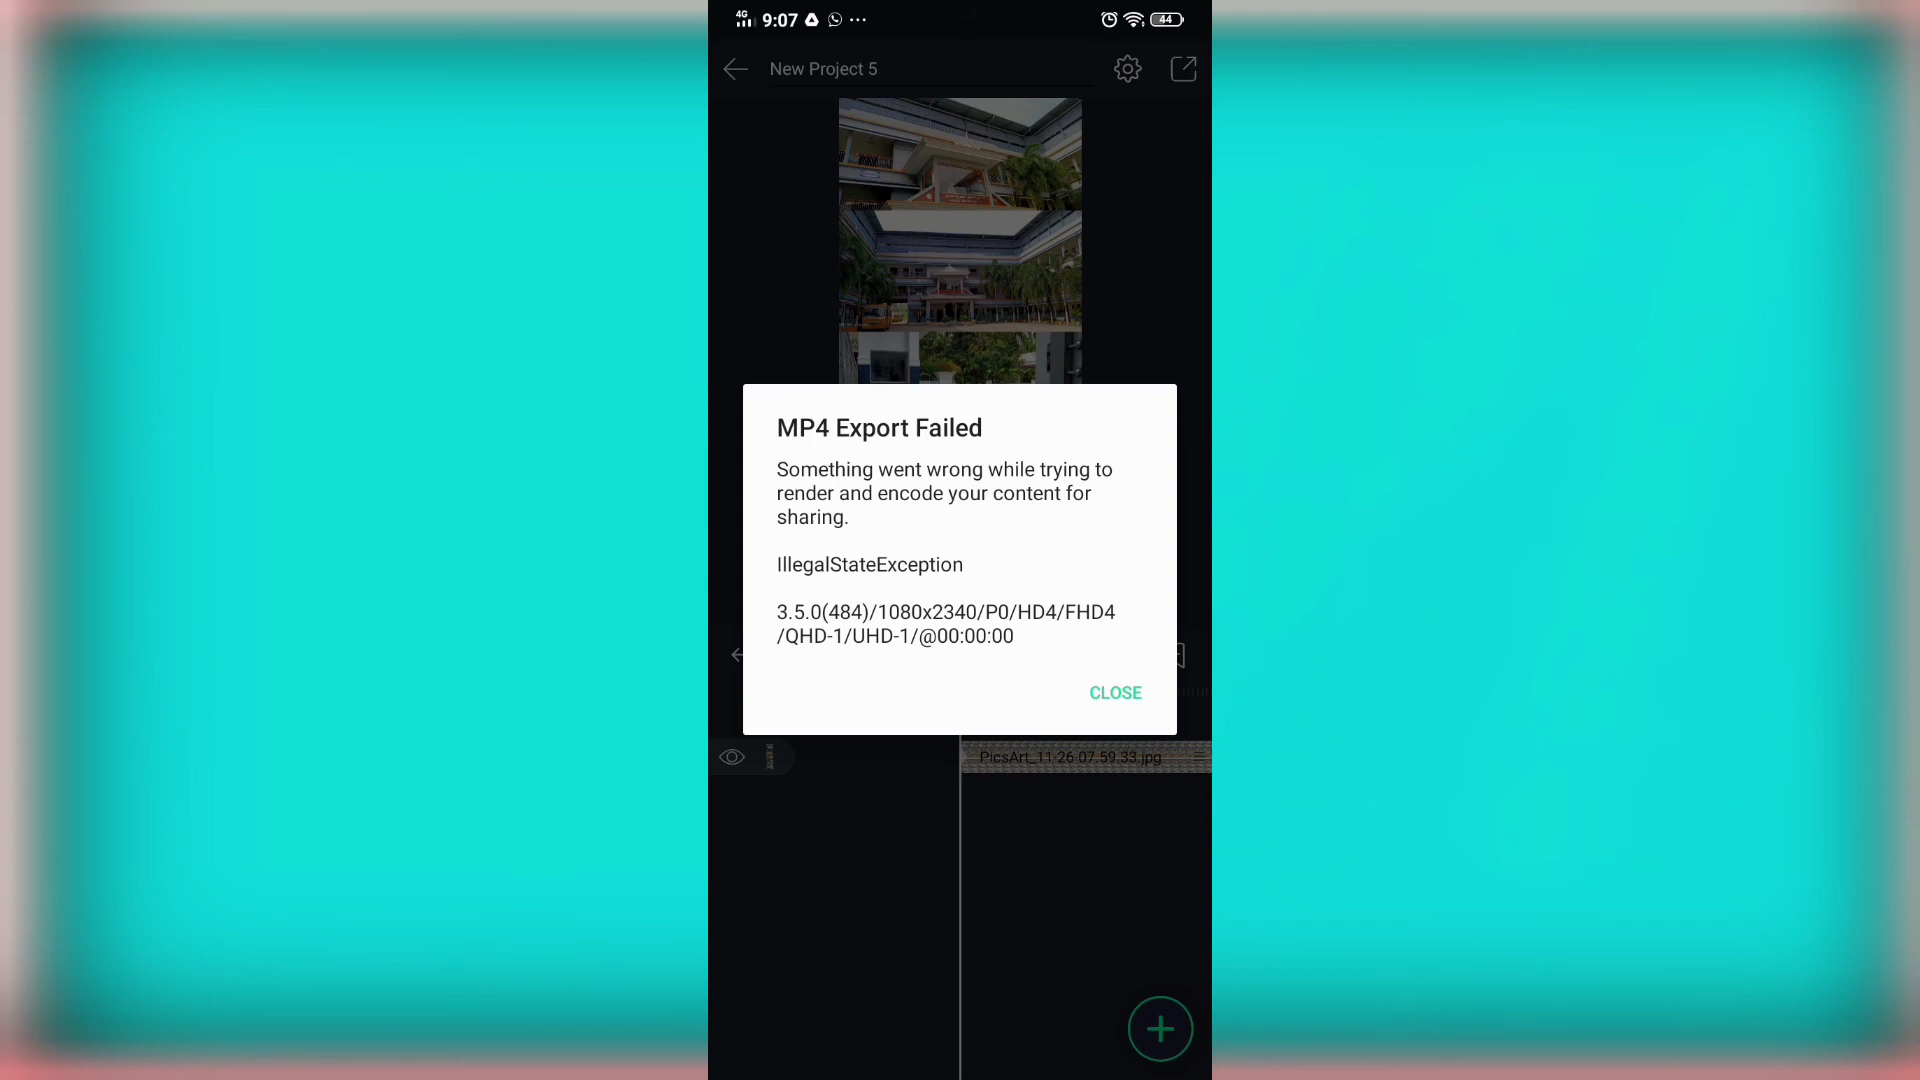 4G 9:07 44
New Project 5
MP4 Export Failed
Something went wrong while trying to
render and encode your content for
sharing.
IllegalStateException
3.5.0(484)/1080x2340/P0/HD4/FHD4
/QHD-1/UHD-1/@00:00:00
CLOSE
PicsArt_11-26-07.59.33.jpg